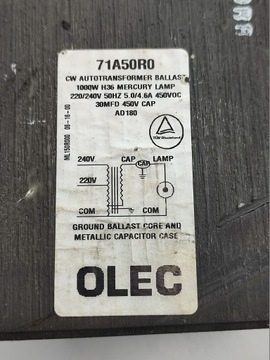 71A50R0
CW AUTOTRANSFORMER BALLAST
1000W H36 MERCURY LAMP
220/240V 50HZ 5.0/4.6A 450VOC
30MFD 450V CAP
AD180
240V CAP CAP LAMP
220V
COM COM
GROUND BALLAST CORE AND
METALLIC CAPACITOR CASE
OLEC